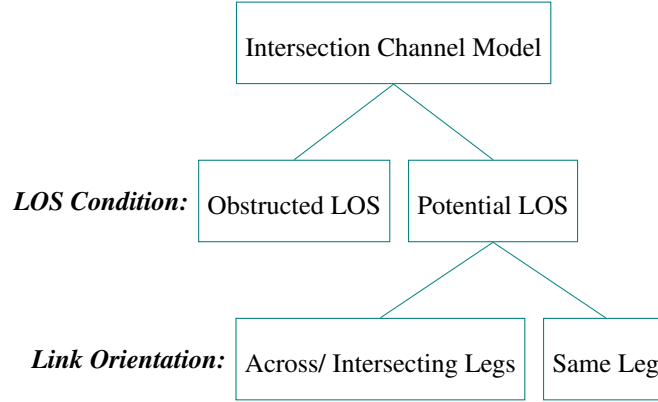 Intersection Channel Model
LOS Condition: Obstructed LOS Potential LOS
Link Orientation: Across/ Intersecting Legs Same Leg